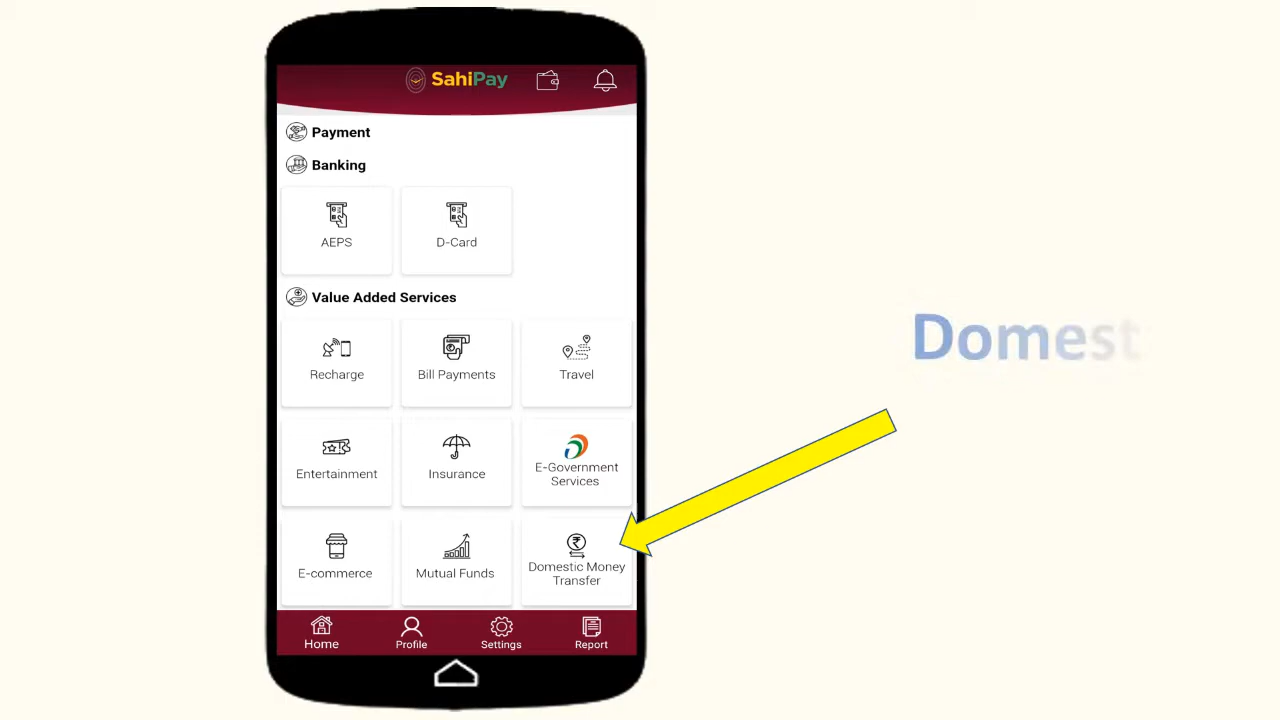 SahiPay
Payment
Banking
AEPS
D-Card
Value Added Services
Recharge
Bill Payments
Travel
Entertainment
Insurance
E-Government
Services
E-commerce
Mutual Funds
Domestic Money
Transfer
Home
Profile
Settings
Report
Domest